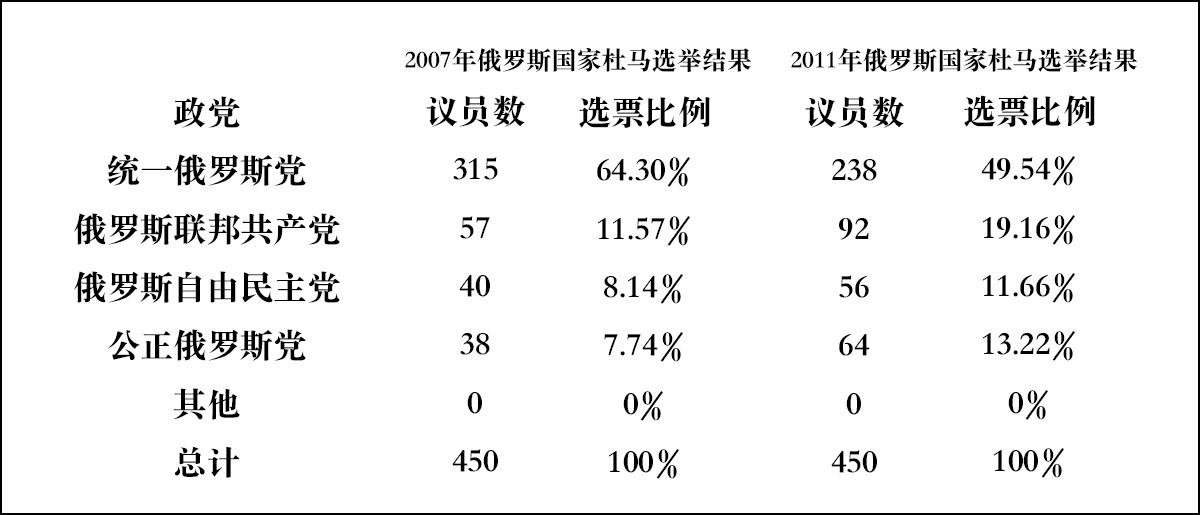 2007年俄罗斯国家杜马选举结果 2011年俄罗斯国家杜马选举结果
政党 议员数 选票比例 议员数 选票比例
统一俄罗斯党 315 64.30% 238 49.54%
俄罗斯联邦共产党 57 11.57% 92 19.16%
俄罗斯自由民主党 40 8.14% 56 11.66%
公正俄罗斯党 38 7.74% 64 13.22%
其他 0 0% 0 0%
总计 450 100% 450 100%